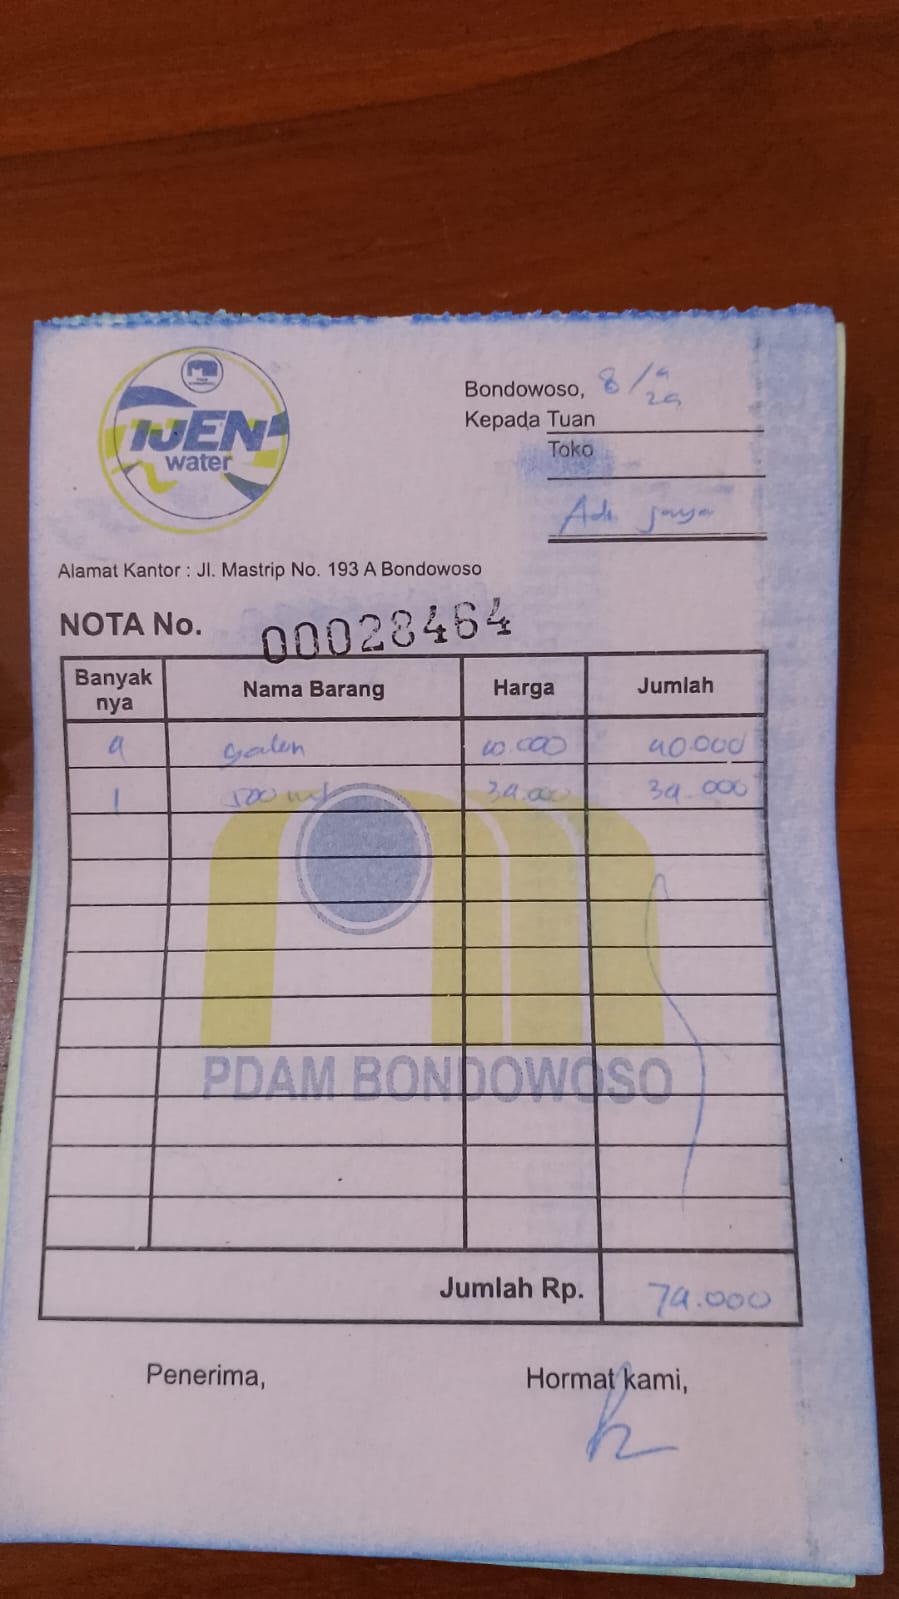 IJEN
water
Bondowoso, 8/4 24
Kepada Tuan
Toko
Adi Jaya
Alamat Kantor : Jl. Mastrip No. 193 A Bondowoso
NOTA No. 00028464
Banyak nya Nama Barang Harga Jumlah
4 galon 10.000 40.000
1 500 ml 34.000 34.000
PDAM BONDOWOSO
Jumlah Rp. 74.000
Penerima, Hormat kami,